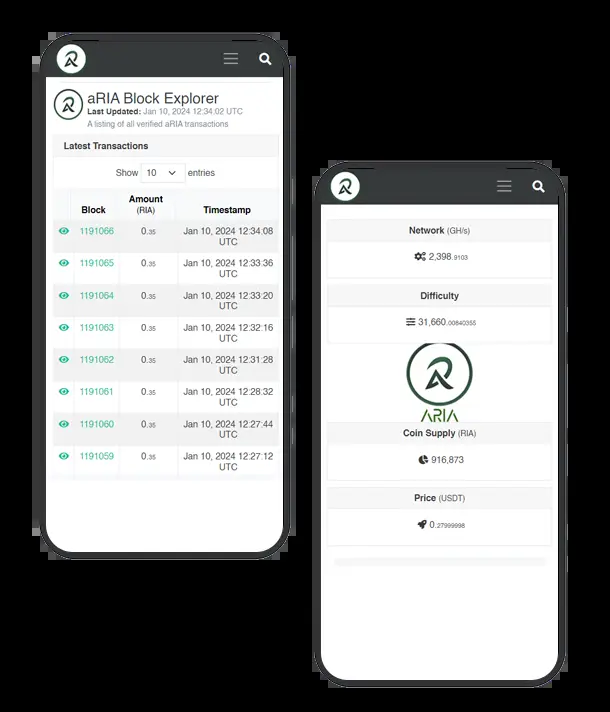 aRIA Block Explorer
Last Updated: Jan 10, 2024 12:34:02 UTC
A listing of all verified aRIA transactions
Latest Transactions
Show 10 entries
Block Amount (RIA) Timestamp
1191066 0.35 Jan 10, 2024 12:34:08 UTC
1191065 0.35 Jan 10, 2024 12:33:36 UTC
1191064 0.35 Jan 10, 2024 12:33:20 UTC
1191063 0.35 Jan 10, 2024 12:32:16 UTC
1191062 0.35 Jan 10, 2024 12:31:28 UTC
1191061 0.35 Jan 10, 2024 12:28:32 UTC
1191060 0.35 Jan 10, 2024 12:27:44 UTC
1191059 0.35 Jan 10, 2024 12:27:12 UTC
Network (GH/s)
2,398.9103
Difficulty
31,660.00840355
ARIA
Coin Supply (RIA)
916,873
Price (USDT)
0.27999998